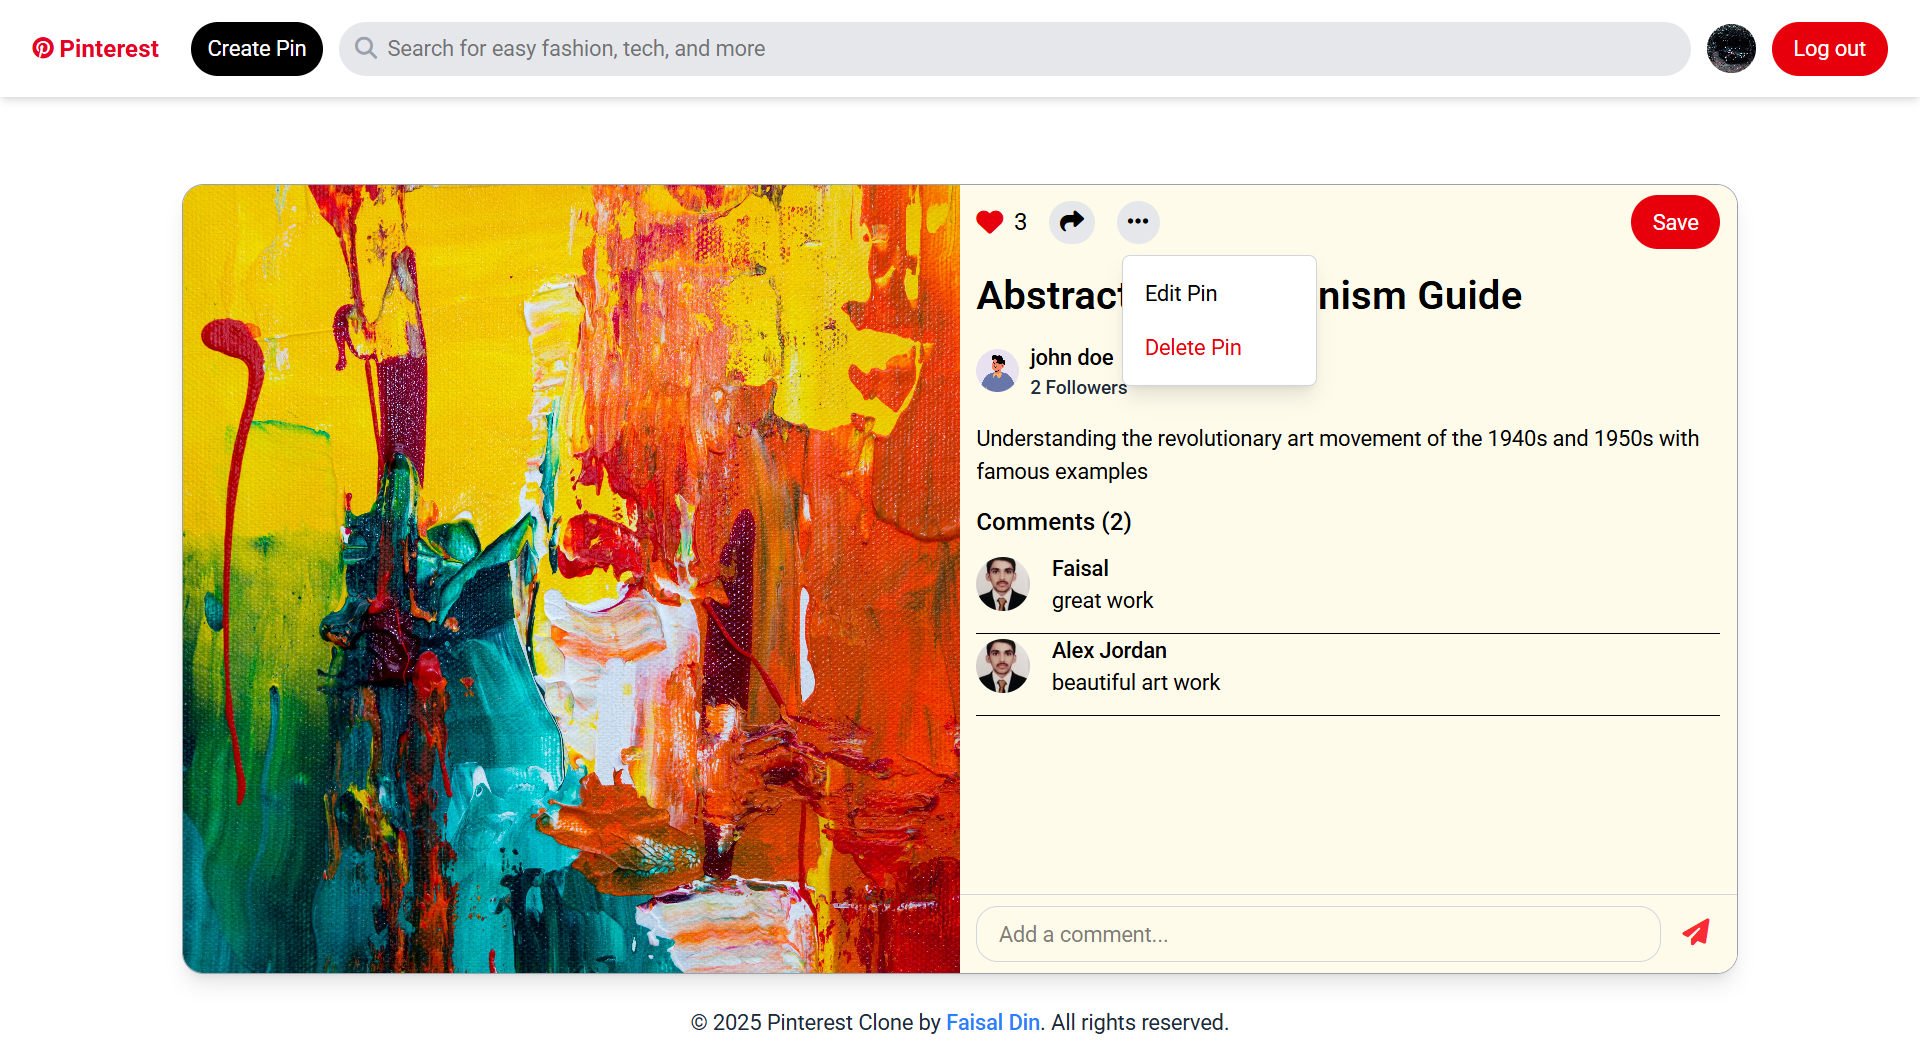 Pinterest
Create Pin
Search for easy fashion, tech, and more
Log out
3
Save
Abstract nism Guide
Edit Pin
Delete Pin
john doe
2 Followers
Understanding the revolutionary art movement of the 1940s and 1950s with
famous examples
Comments (2)
Faisal
great work
Alex Jordan
beautiful art work
Add a comment...
© 2025 Pinterest Clone by Faisal Din. All rights reserved.